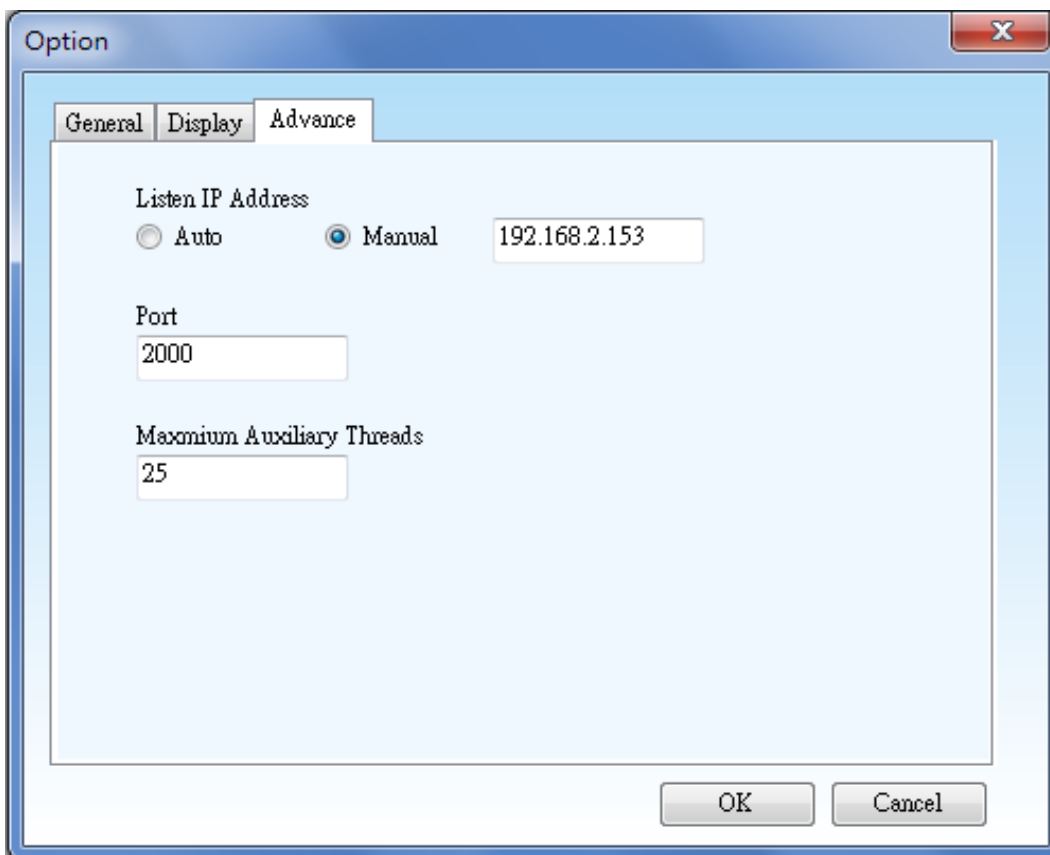 Option
General Display Advance
Listen IP Address
Auto Manual 192.168.2.153
Port
2000
Maxmium Auxiliary Threads
25
OK Cancel